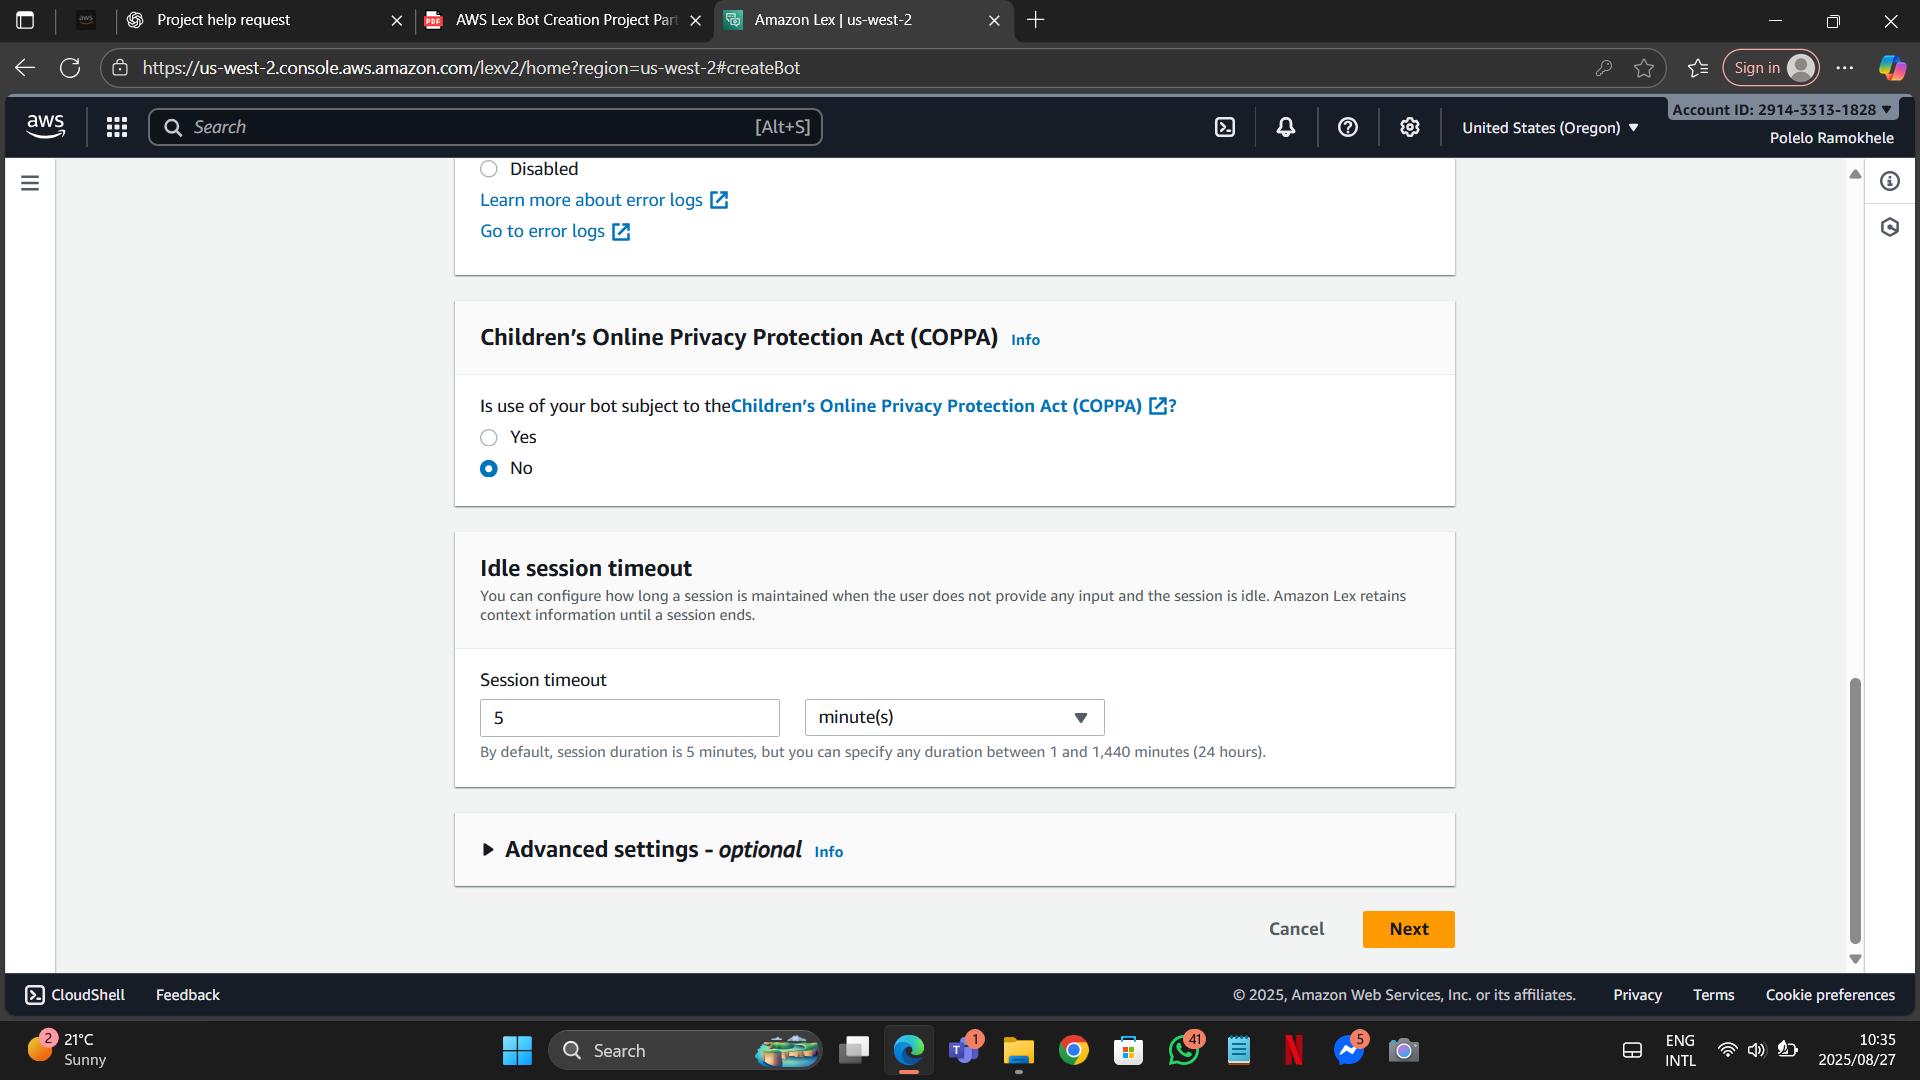 Project help request
AWS Lex Bot Creation Project Part
Amazon Lex | us-west-2
https://us-west-2.console.aws.amazon.com/lexv2/home?region=us-west-2#createBot
Sign in
aws
Search
[Alt+S]
United States (Oregon)
Account ID: 2914-3313-1828
Polelo Ramokhele
Disabled
Learn more about error logs
Go to error logs
Children’s Online Privacy Protection Act (COPPA) Info
Is use of your bot subject to theChildren’s Online Privacy Protection Act (COPPA) ?
Yes
No
Idle session timeout
You can configure how long a session is maintained when the user does not provide any input and the session is idle. Amazon Lex retains
context information until a session ends.
Session timeout
5
minute(s)
By default, session duration is 5 minutes, but you can specify any duration between 1 and 1,440 minutes (24 hours).
Advanced settings - optional Info
Cancel
Next
CloudShell
Feedback
© 2025, Amazon Web Services, Inc. or its affiliates.
Privacy
Terms
Cookie preferences
2
21°C
Sunny
Search
1
41
5
ENG
INTL
10:35
2025/08/27